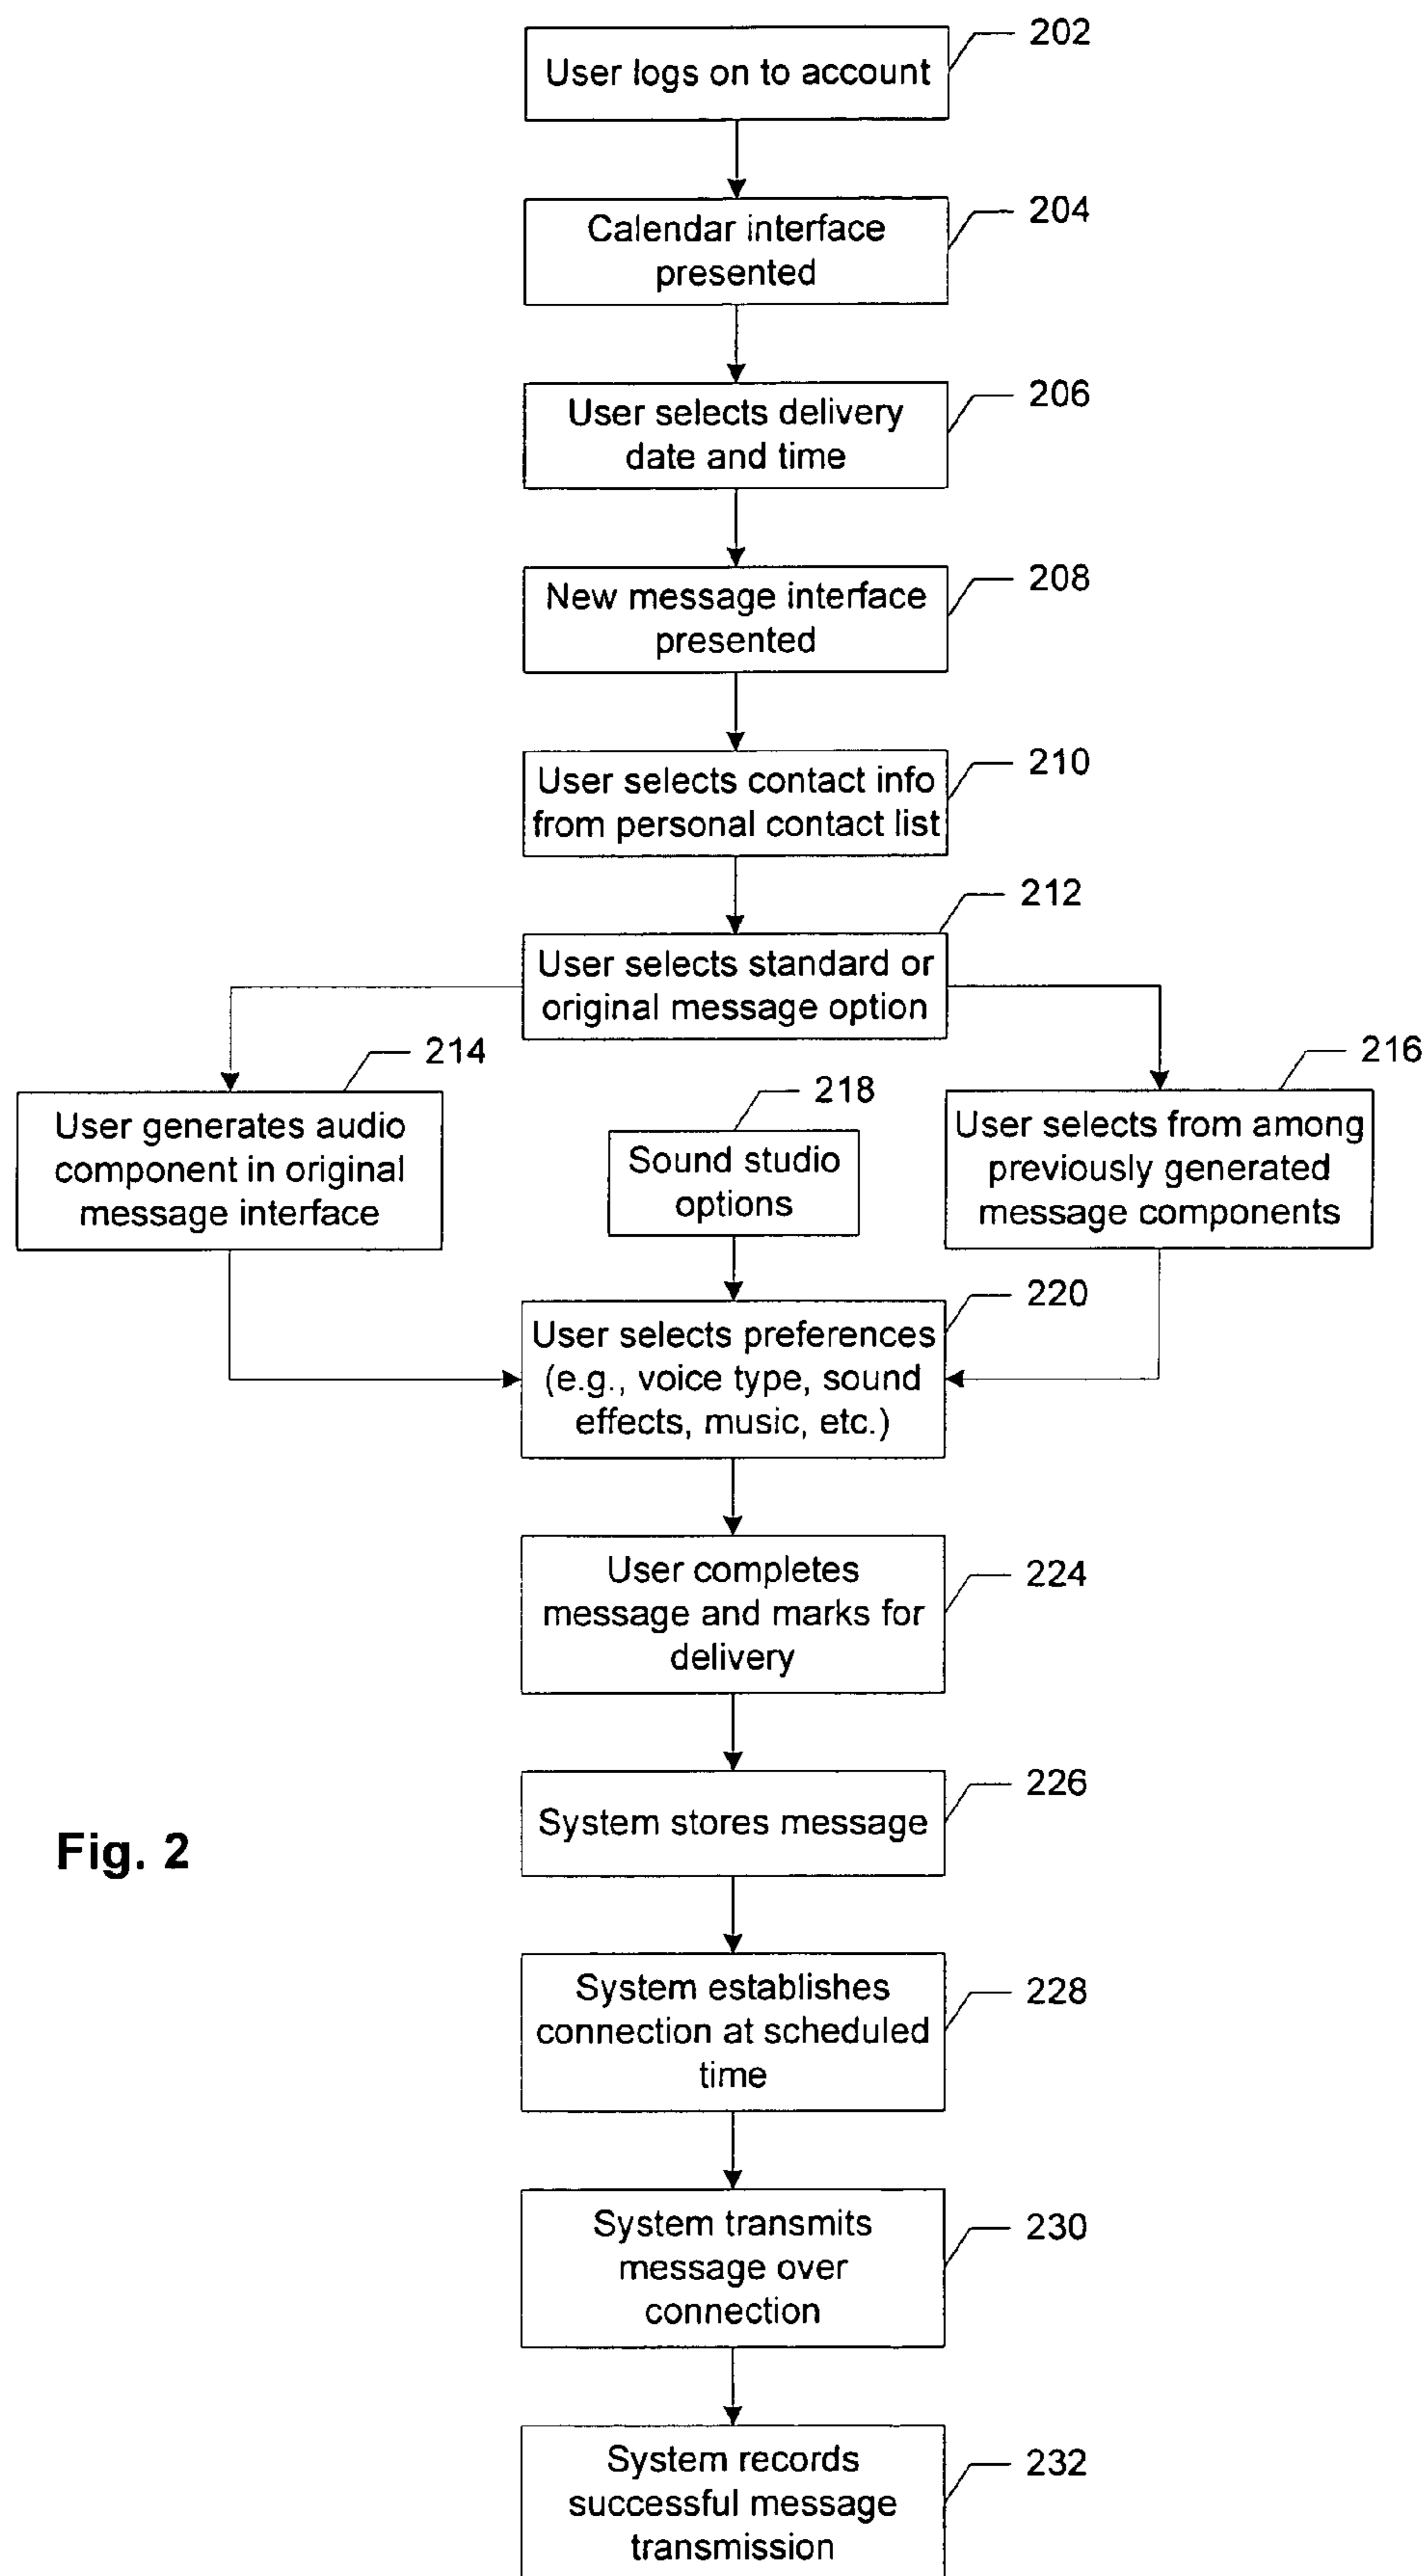 202
User logs on to account
204
Calendar interface
presented
206
User selects delivery
date and time
208
New message interface
presented
210
User selects contact info
from personal contact list
212
User selects standard or
original message option
214
User generates audio
component in original
message interface
218
Sound studio
options
216
User selects from among
previously generated
message components
220
User selects preferences
(e.g., voice type, sound
effects, music, etc.)
224
User completes
message and marks for
delivery
226
System stores message
Fig. 2
228
System establishes
connection at scheduled
time
230
System transmits
message over
connection
232
System records
successful message
transmission